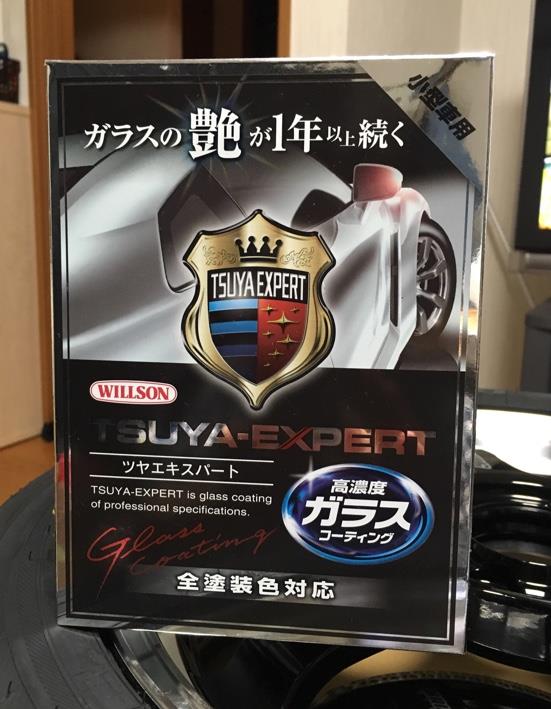 小型車用
ガラスの艶が1年以上続く
TSUYA EXPERT
WILLSON
TSUYA-EXPERT
ツヤエキスパート
TSUYA-EXPERT is glass coating
of professional specifications.
高濃度
ガラス
コーティング
Glass
Coating
全塗装色対応